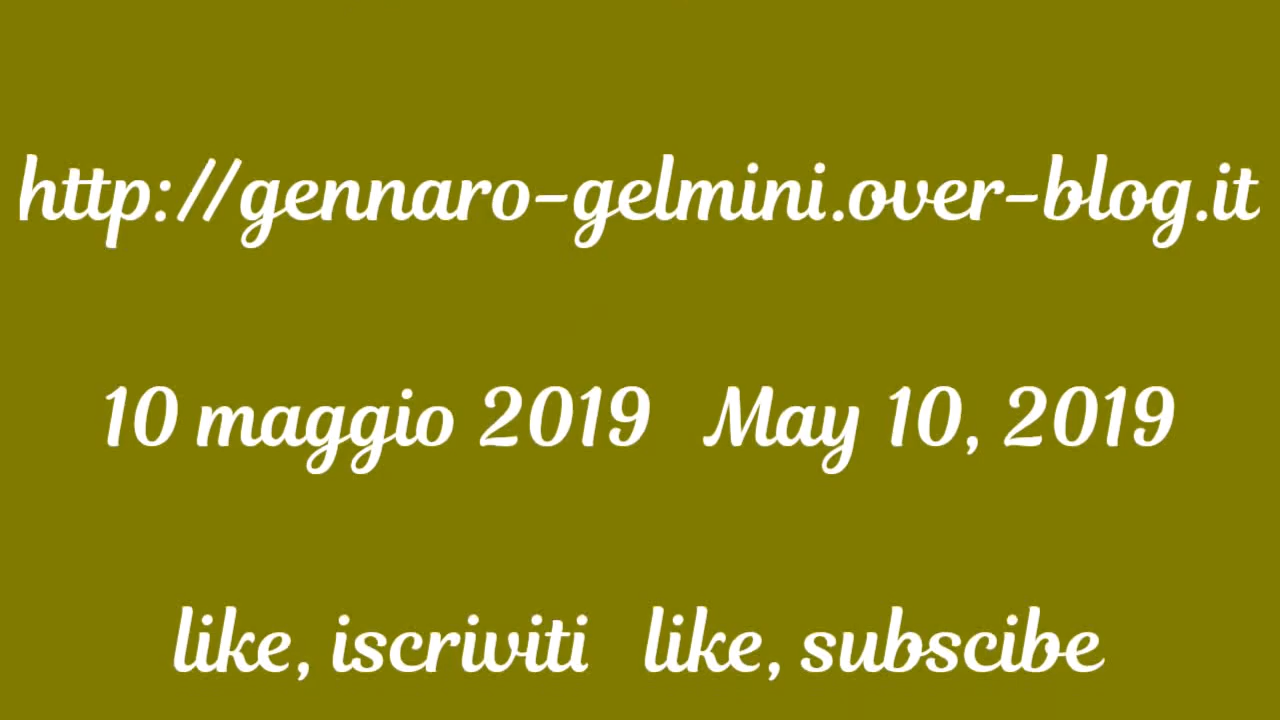 http://gennaro-gelmini.over-blog.it
10 maggio 2019 May 10, 2019
like, iscriviti like, subscibe